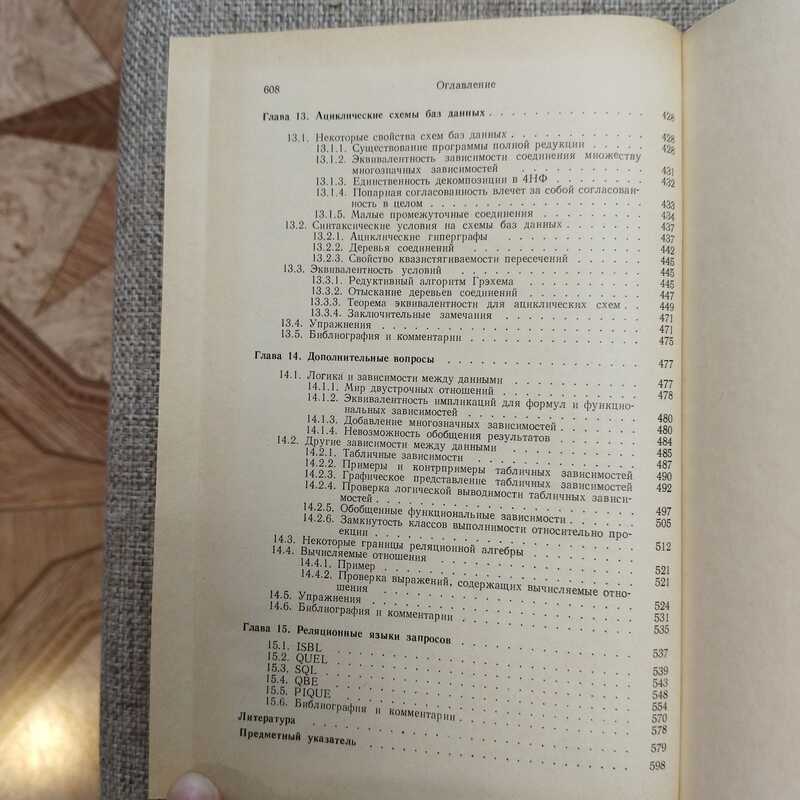 608 Оглавление
Глава 13. Ациклические схемы баз данных . . . . . . . . . . . . . 428
13.1. Некоторые свойства схем баз данных . . . . . . . . . . . 428
13.1.1. Существование программы полной редукции . . . . . 428
13.1.2. Эквивалентность зависимости соединения множеству
многозначных зависимостей . . . . . . . . . . 431
13.1.3. Единственность декомпозиции в 4НФ . . . . . . . . 432
13.1.4. Попарная согласованность влечет за собой согласован-
ность в целом . . . . . . . . . . . . . . . . 433
13.1.5. Малые промежуточные соединения . . . . . . . . . 434
13.2. Синтаксические условия на схемы баз данных . . . . . . . 437
13.2.1. Ациклические гиперграфы . . . . . . . . . . . 437
13.2.2. Деревья соединений . . . . . . . . . . . . . . 442
13.2.3. Свойство квазистягиваемости пересечений . . . . . . 445
13.3. Эквивалентность условий . . . . . . . . . . . . . . . 445
13.3.1. Редуктивный алгоритм Грэхема . . . . . . . . . . 445
13.3.2. Отыскание деревьев соединений . . . . . . . . . . 447
13.3.3. Теорема эквивалентности для ациклических схем . . 449
13.3.4. Заключительные замечания . . . . . . . . . . . . 471
13.4. Упражнения . . . . . . . . . . . . . . . . . . . . . 471
13.5. Библиография и комментарии . . . . . . . . . . . . . . 475
Глава 14. Дополнительные вопросы . . . . . . . . . . . . . . . 477
14.1. Логика и зависимости между данными . . . . . . . . . . . 477
14.1.1. Мир двустрочных отношений . . . . . . . . . . . 478
14.1.2. Эквивалентность импликаций для формул и функцио-
нальных зависимостей . . . . . . . . . . . . . 480
14.1.3. Добавление многозначных зависимостей . . . . . . . 480
14.1.4. Невозможность обобщения результатов . . . . . . . 484
14.2. Другие зависимости между данными . . . . . . . . . . . 485
14.2.1. Табличные зависимости . . . . . . . . . . . . . 487
14.2.2. Примеры и контрпримеры табличных зависимостей 490
14.2.3. Графическое представление табличных зависимостей 492
14.2.4. Проверка логической выводимости табличных зависи-
мостей . . . . . . . . . . . . . . . . . . . 497
14.2.5. Обобщенные функциональные зависимости . . . . . . 505
14.2.6. Замкнутость классов выполнимости относительно про-
екции . . . . . . . . . . . . . . . . . . . 512
14.3. Некоторые границы реляционной алгебры . . . . . . . . . 521
14.4. Вычисляемые отношения . . . . . . . . . . . . . . . . 521
14.4.1. Пример . . . . . . . . . . . . . . . . . . .
14.4.2. Проверка выражений, содержащих вычисляемые отно-
шения . . . . . . . . . . . . . . . . . . . 524
14.5. Упражнения . . . . . . . . . . . . . . . . . . . . . 531
14.6. Библиография и комментарии . . . . . . . . . . . . . . 535
Глава 15. Реляционные языки запросов . . . . . . . . . . . . . 537
15.1. ISBL . . . . . . . . . . . . . . . . . . . . . . . 539
15.2. QUEL . . . . . . . . . . . . . . . . . . . . . . . 543
15.3. SQL . . . . . . . . . . . . . . . . . . . . . . . 548
15.4. QBE . . . . . . . . . . . . . . . . . . . . . . . 554
15.5. PIQUE . . . . . . . . . . . . . . . . . . . . . . 570
15.6. Библиография и комментарии . . . . . . . . . . . . . . 578
Литература . . . . . . . . . . . . . . . . . . . . . . . 579
Предметный указатель . . . . . . . . . . . . . . . . . . 598